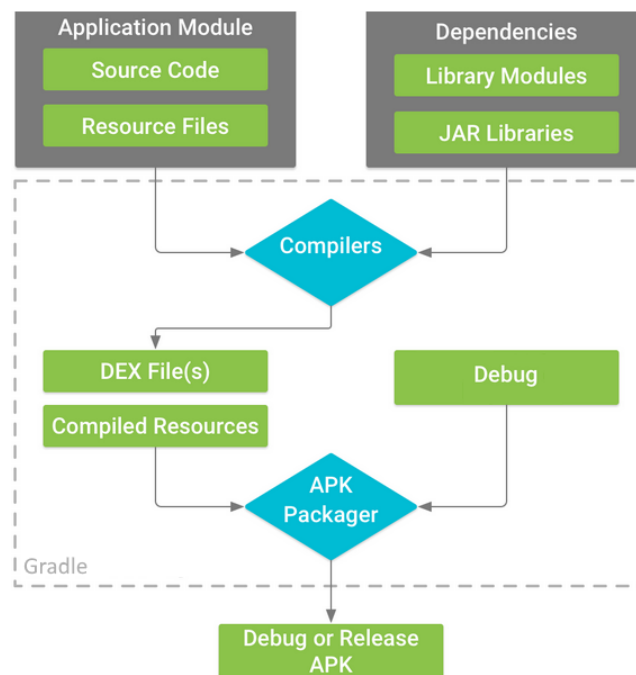 Application Module
Source Code
Resource Files
Dependencies
Library Modules
JAR Libraries
Compilers
DEX File(s)
Compiled Resources
Debug
APK
Packager
Gradle
Debug or Release
APK